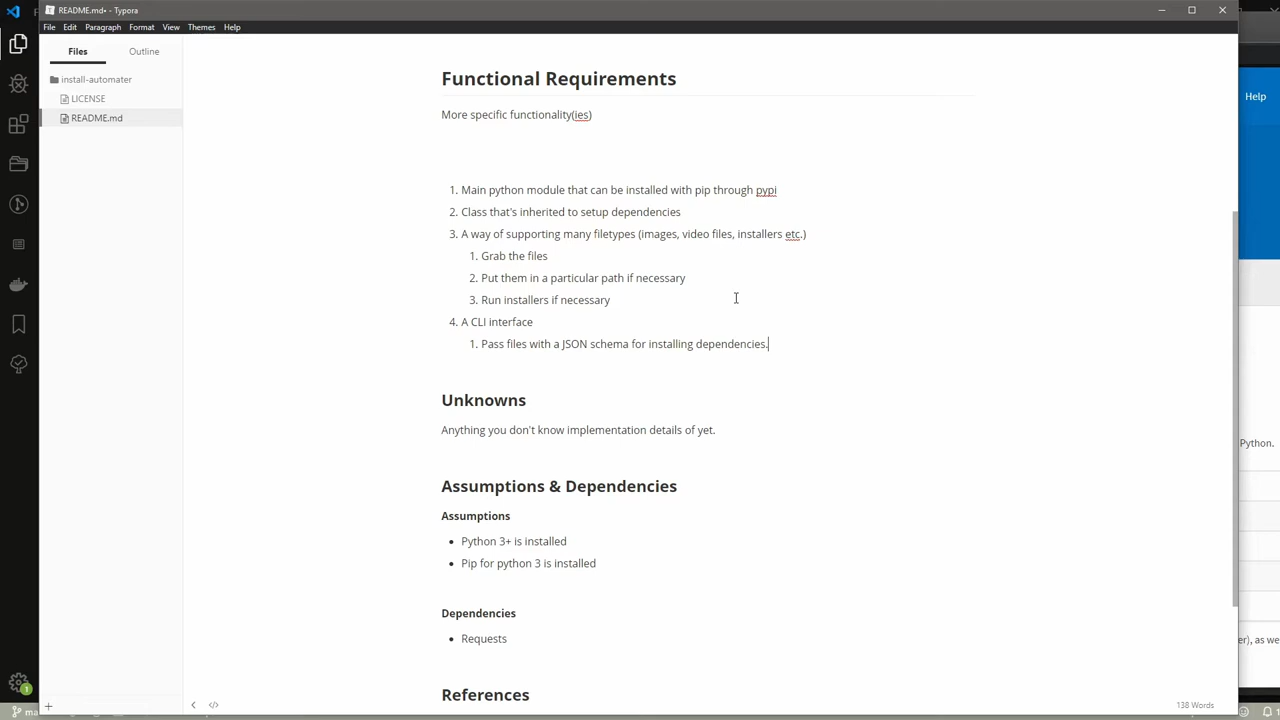 README.md• - Typora
File Edit Paragraph Format View Themes Help
Files Outline
install-automater
LICENSE
README.md
Functional Requirements
More specific functionality(ies)
1. Main python module that can be installed with pip through pypi
2. Class that's inherited to setup dependencies
3. A way of supporting many filetypes (images, video files, installers etc.)
1. Grab the files
2. Put them in a particular path if necessary
3. Run installers if necessary
4. A CLI interface
1. Pass files with a JSON schema for installing dependencies.
Unknowns
Anything you don't know implementation details of yet.
Assumptions & Dependencies
Assumptions
• Python 3+ is installed
• Pip for python 3 is installed
Dependencies
• Requests
References
138 Words
Help
Python.
er), as we
1
ma